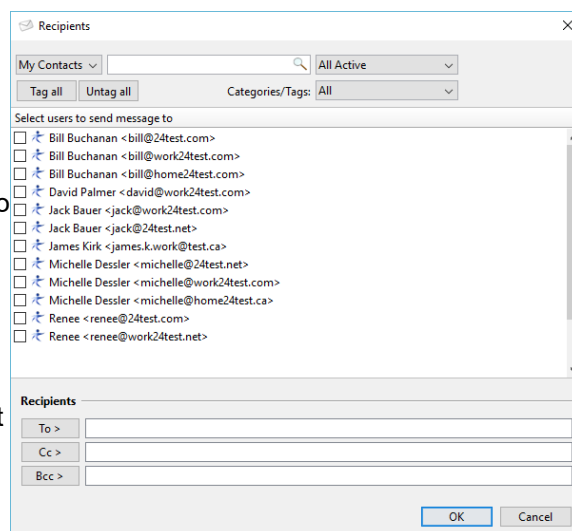 Recipients
My Contacts All Active
Tag all Untag all Categories/Tags: All
Select users to send message to
Bill Buchanan <bill@24test.com>
Bill Buchanan <bill@work24test.com>
Bill Buchanan <bill@home24test.com>
David Palmer <david@work24test.com>
o
Jack Bauer <jack@work24test.com>
Jack Bauer <jack@24test.net>
James Kirk <james.k.work@test.ca>
Michelle Dessler <michelle@24test.net>
Michelle Dessler <michelle@work24test.com>
Michelle Dessler <michelle@home24test.ca>
Renee <renee@24test.com>
Renee <renee@work24test.net>
Recipients
t
To >
Cc >
Bcc >
OK Cancel